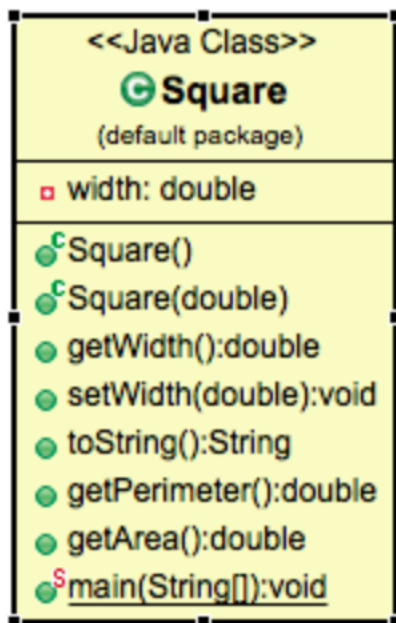 <<Java Class>>
C Square
(default package)
width: double
C Square()
C Square(double)
getWidth():double
setWidth(double):void
toString():String
getPerimeter():double
getArea():double
S main(String[]):void